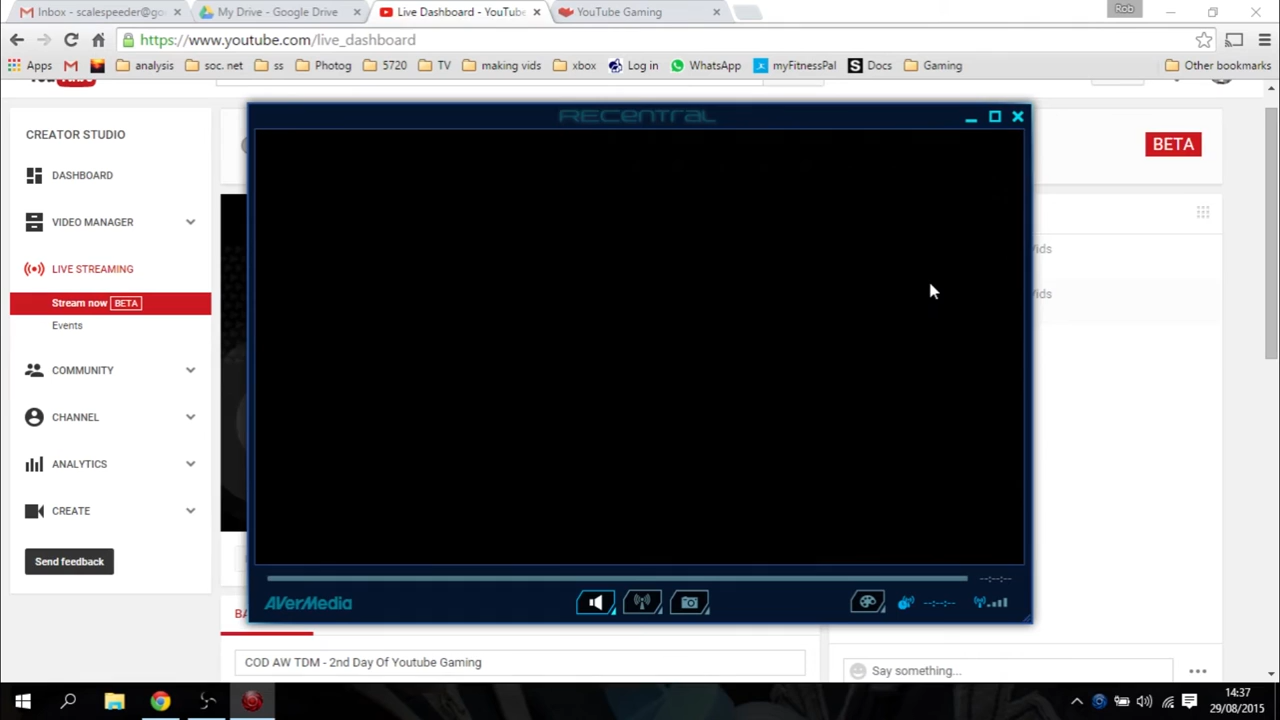 Inbox - scalespeeder@go
My Drive - Google Drive
Live Dashboard - YouTube
YouTube Gaming
Rob
https://www.youtube.com/live_dashboard
Apps
analysis
soc. net
ss
Photog
5720
TV
making vids
xbox
Log in
WhatsApp
myFitnessPal
S Docs
Gaming
Other bookmarks
CREATOR STUDIO
DASHBOARD
VIDEO MANAGER
LIVE STREAMING
Stream now BETA
Events
COMMUNITY
CHANNEL
ANALYTICS
CREATE
Send feedback
RECENTRAL
BETA
Vids
Vids
--:--:--
AVerMedia
--:--:--
BA
COD AW TDM - 2nd Day Of Youtube Gaming
Say something...
14:37
29/08/2015